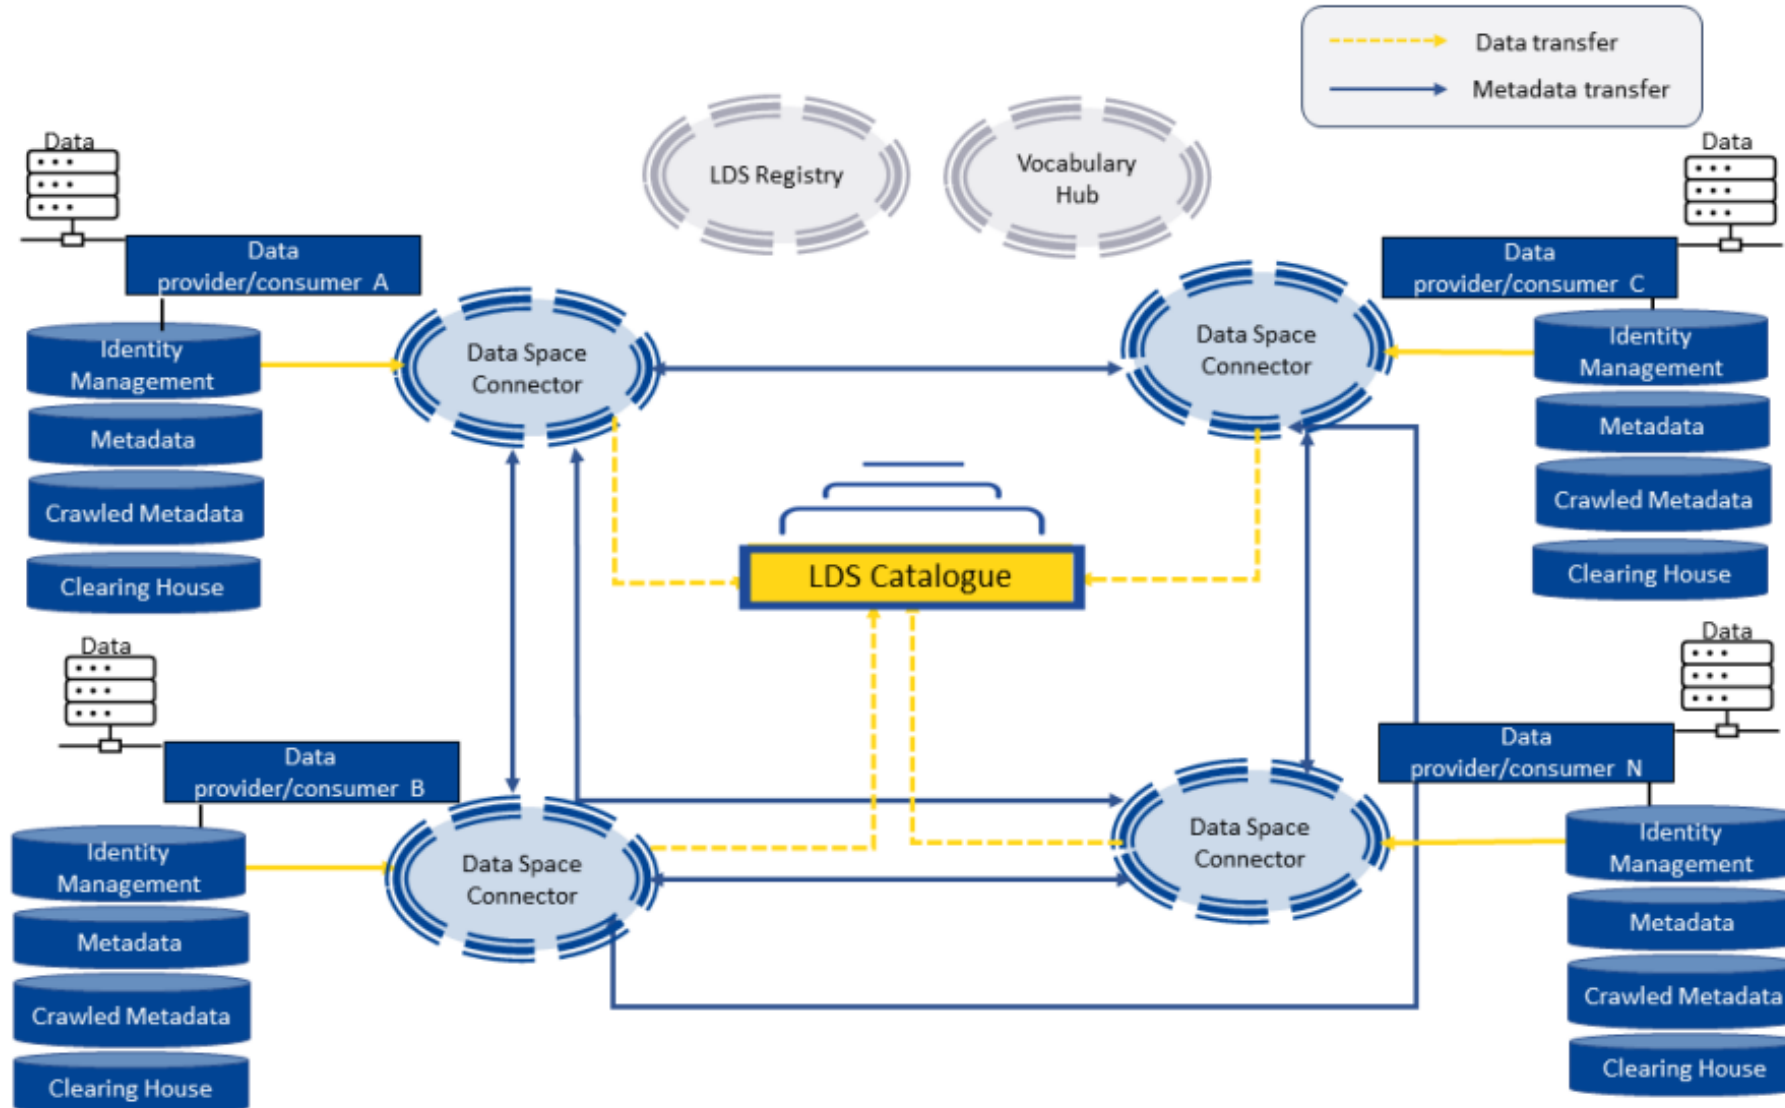 Data transfer
Metadata transfer
LDS Registry
Vocabulary
Hub
Data
Data
provider/consumer A
Identity
Management
Metadata
Crawled Metadata
Clearing House
Data Space
Connector
Data Space
Connector
Data
Data
provider/consumer C
Identity
Management
Metadata
Crawled Metadata
Clearing House
LDS Catalogue
Data
Data
provider/consumer B
Identity
Management
Metadata
Crawled Metadata
Clearing House
Data Space
Connector
Data Space
Connector
Data
Data
provider/consumer N
Identity
Management
Metadata
Crawled Metadata
Clearing House